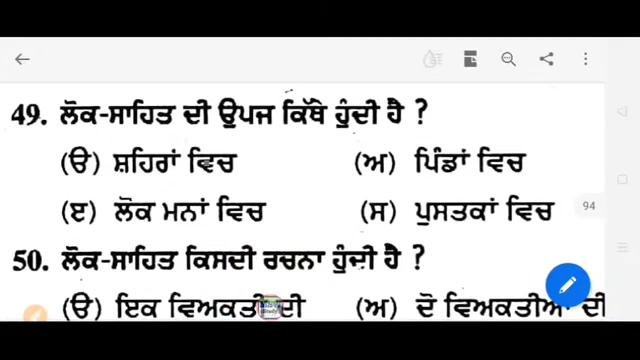 49. ਲੋਕ-ਸਾਹਿਤ ਦੀ ਉਪਜ ਕਿੱਥੇ ਹੁੰਦੀ ਹੈ ?
(ੳ) ਸ਼ਹਿਰਾਂ ਵਿਚ (ਅ) ਪਿੰਡਾਂ ਵਿਚ
(ੲ) ਲੋਕ ਮਨਾਂ ਵਿਚ (ਸ) ਪੁਸਤਕਾਂ ਵਿਚ
94
50. ਲੋਕ-ਸਾਹਿਤ ਕਿਸਦੀ ਰਚਨਾ ਹੁੰਦੀ ਹੈ ?
(ੳ) ਇਕ ਵਿਅਕਤੀ ਦੀ (ਅ) ਦੋ ਵਿਅਕਤੀਆਂ ਦੀ